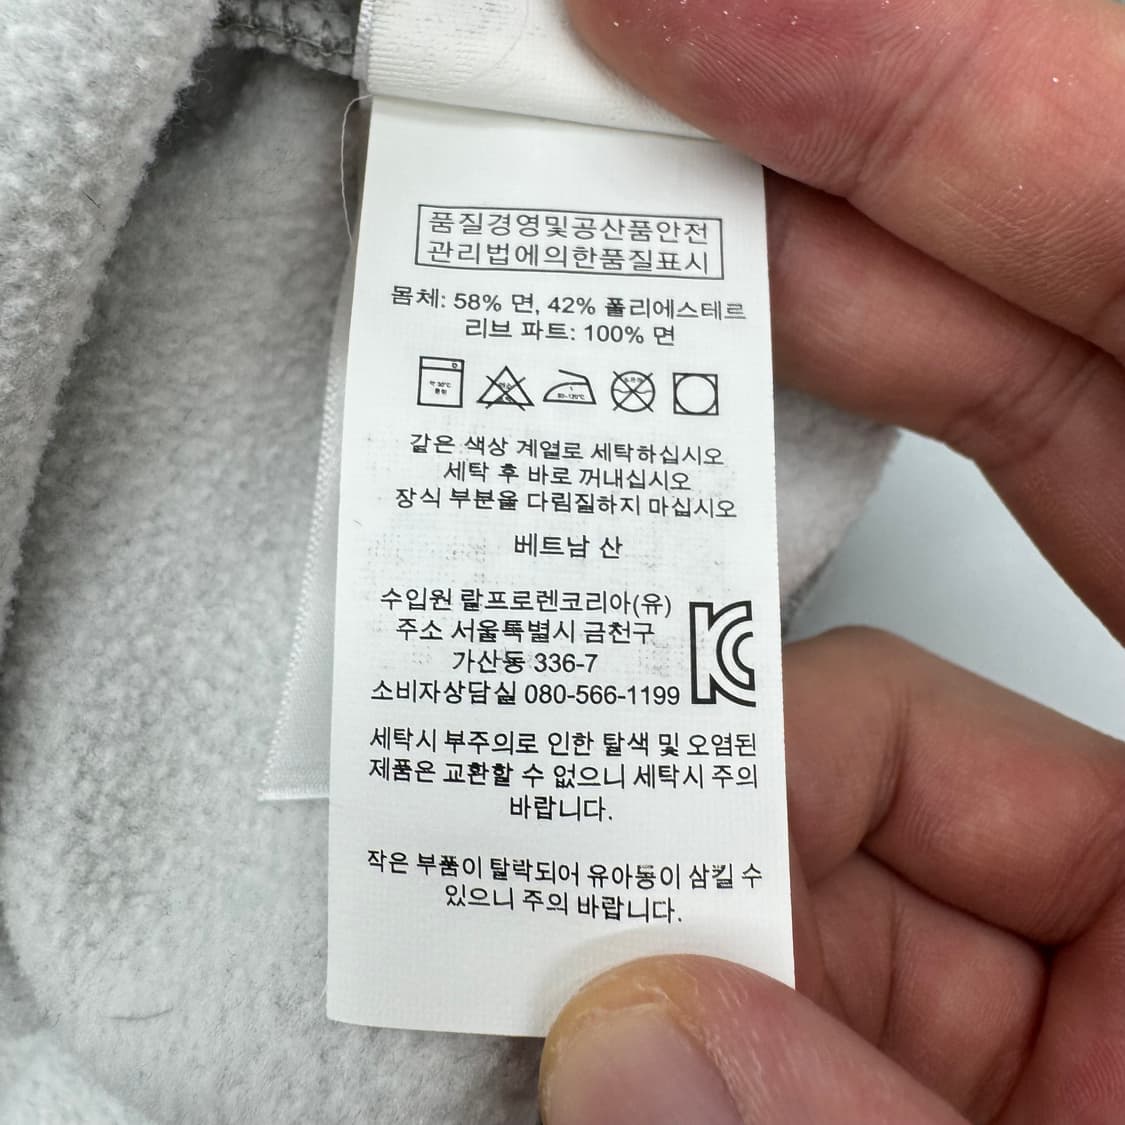 품질경영및공산품안전
관리법에의한품질표시
몸체: 58% 면, 42% 폴리에스테르
리브 파트: 100% 면
약 30℃
80~120℃
같은 색상 계열로 세탁하십시오
세탁 후 바로 꺼내십시오
장식 부분을 다림질하지 마십시오
베트남 산
수입원 랄프로렌코리아(유)
주소 서울특별시 금천구
가산동 336-7
소비자상담실 080-566-1199
세탁시 부주의로 인한 탈색 및 오염된
제품은 교환할 수 없으니 세탁시 주의
바랍니다.
작은 부품이 탈락되어 유아동이 삼킬 수
있으니 주의 바랍니다.